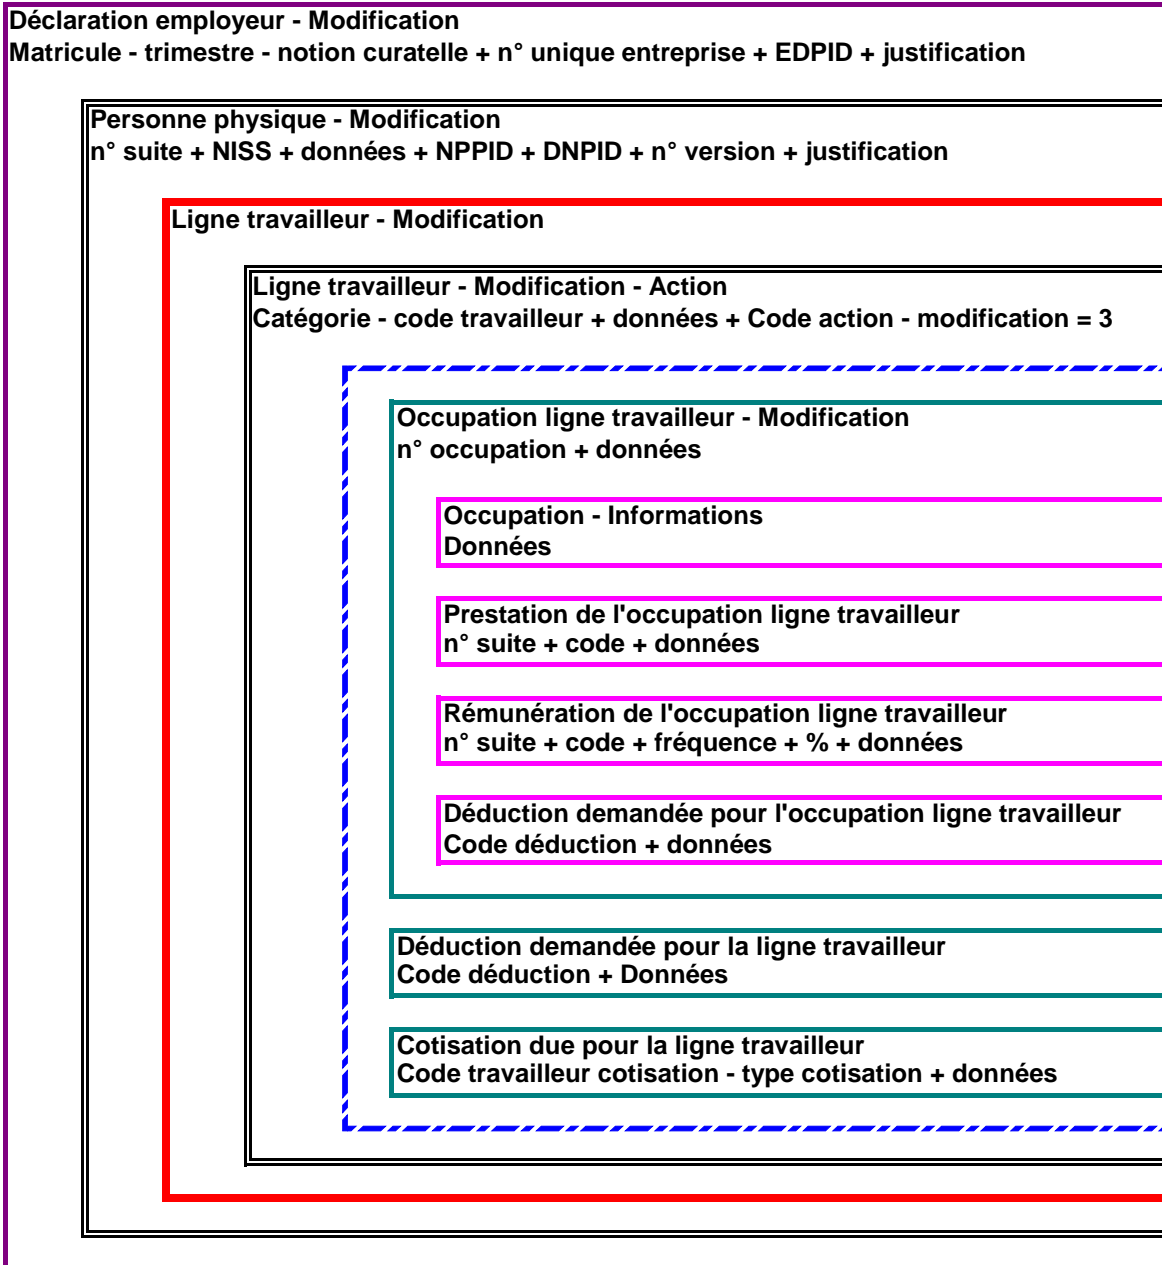 Déclaration employeur - Modification
Matricule - trimestre - notion curatelle + n° unique entreprise + EDPID + justification
Personne physique - Modification
n° suite + NISS + données + NPPID + DNPID + n° version + justification
Ligne travailleur - Modification
Ligne travailleur - Modification - Action
Catégorie - code travailleur + données + Code action - modification = 3
Occupation ligne travailleur - Modification
n° occupation + données
Occupation - Informations
Données
Prestation de l'occupation ligne travailleur
n° suite + code + données
Rémunération de l'occupation ligne travailleur
n° suite + code + fréquence + % + données
Déduction demandée pour l'occupation ligne travailleur
Code déduction + données
Déduction demandée pour la ligne travailleur
Code déduction + Données
Cotisation due pour la ligne travailleur
Code travailleur cotisation - type cotisation + données